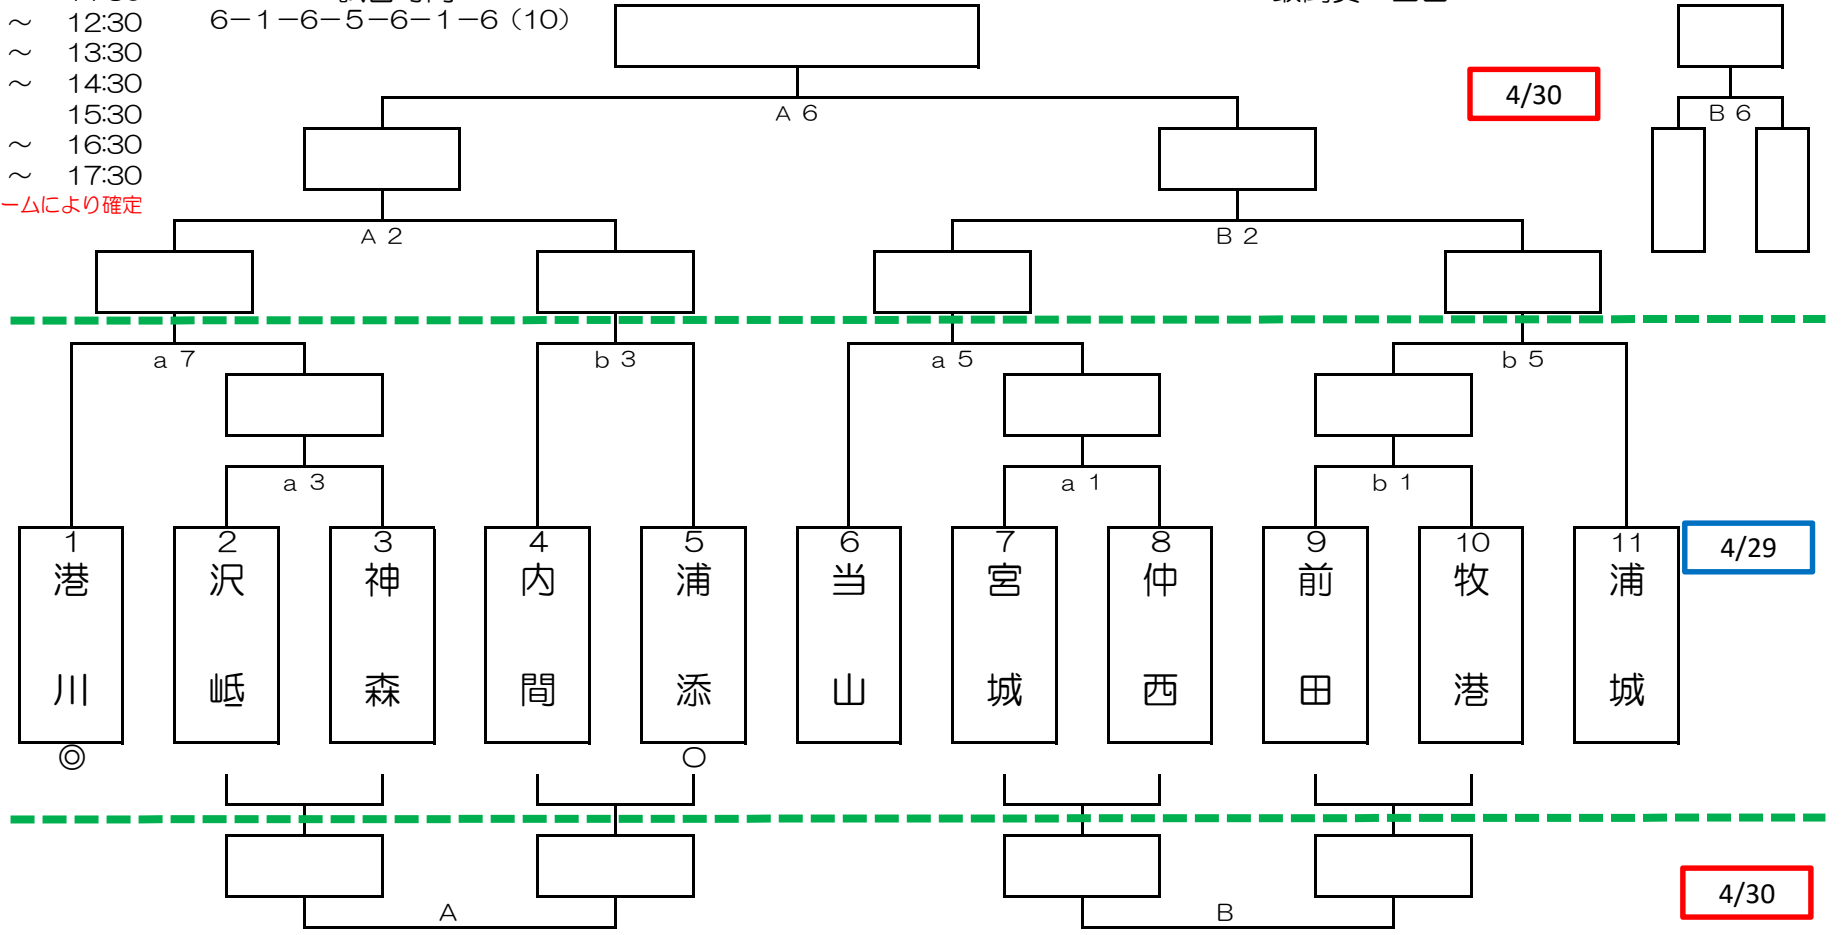 ～ 12:30 6－1－6－5－6－1－6（10）
～ 13:30
～ 14:30
4/30
15:30
A 6
B 6
～ 16:30
～ 17:30
ームにより確定
A 2
B 2
a 7
b 3
a 5
b 5
a 3
a 1
b 1
1 港川 ◎
2 沢岻
3 神森
4 内間
5 浦添 ○
6 当山
7 宮城
8 仲西
9 前田
10 牧港
11 浦城
4/29
A
B
4/30